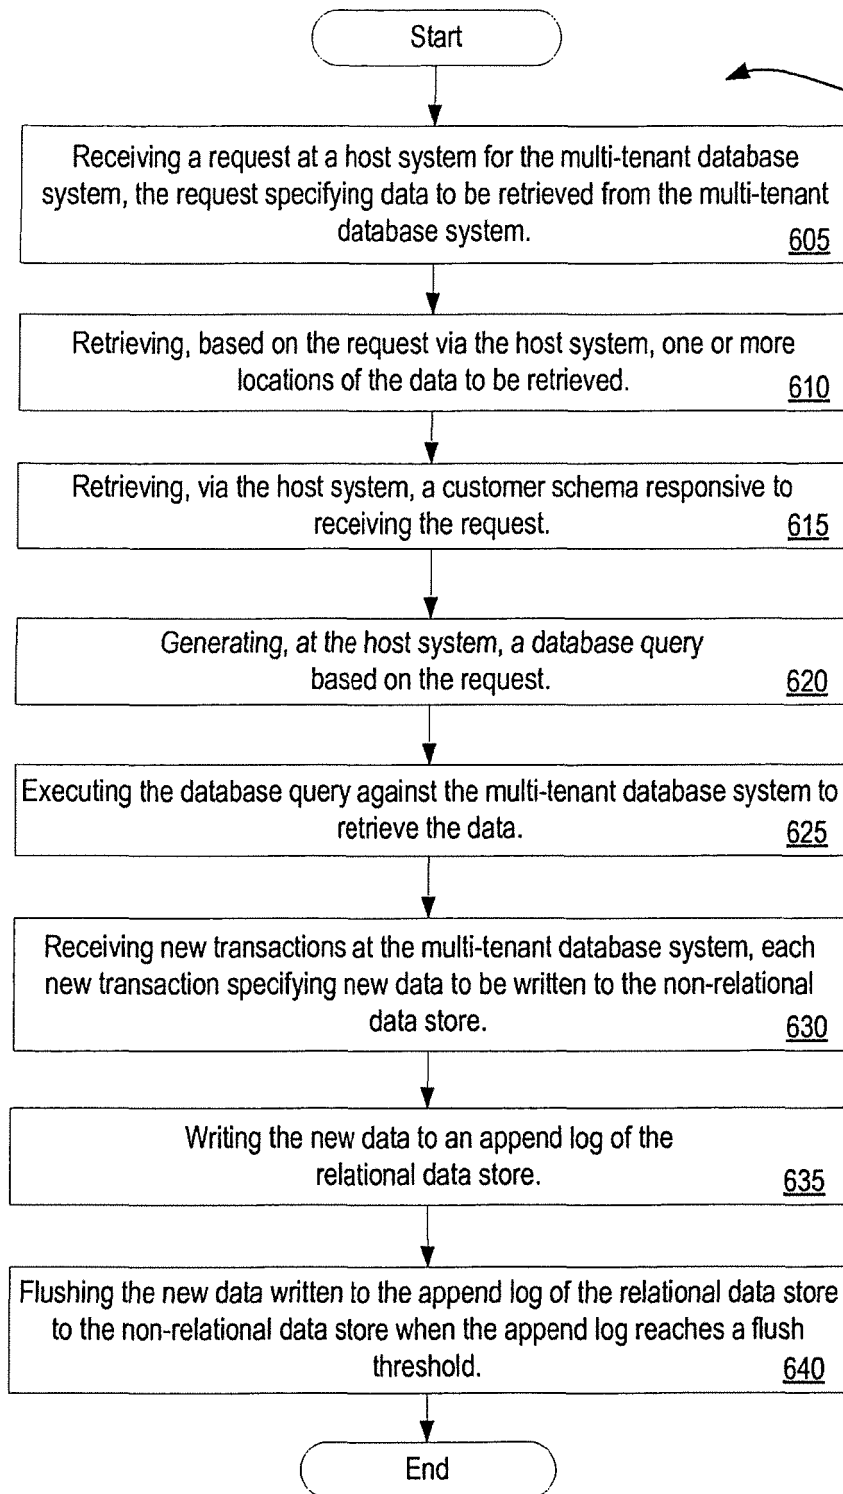 Start
Receiving a request at a host system for the multi-tenant database
system, the request specifying data to be retrieved from the multi-tenant
database system.
605
Retrieving, based on the request via the host system, one or more
locations of the data to be retrieved.
610
Retrieving, via the host system, a customer schema responsive to
receiving the request.
615
Generating, at the host system, a database query
based on the request.
620
Executing the database query against the multi-tenant database system to
retrieve the data.
625
Receiving new transactions at the multi-tenant database system, each
new transaction specifying new data to be written to the non-relational
data store.
630
Writing the new data to an append log of the
relational data store.
635
Flushing the new data written to the append log of the relational data store
to the non-relational data store when the append log reaches a flush
threshold.
640
End